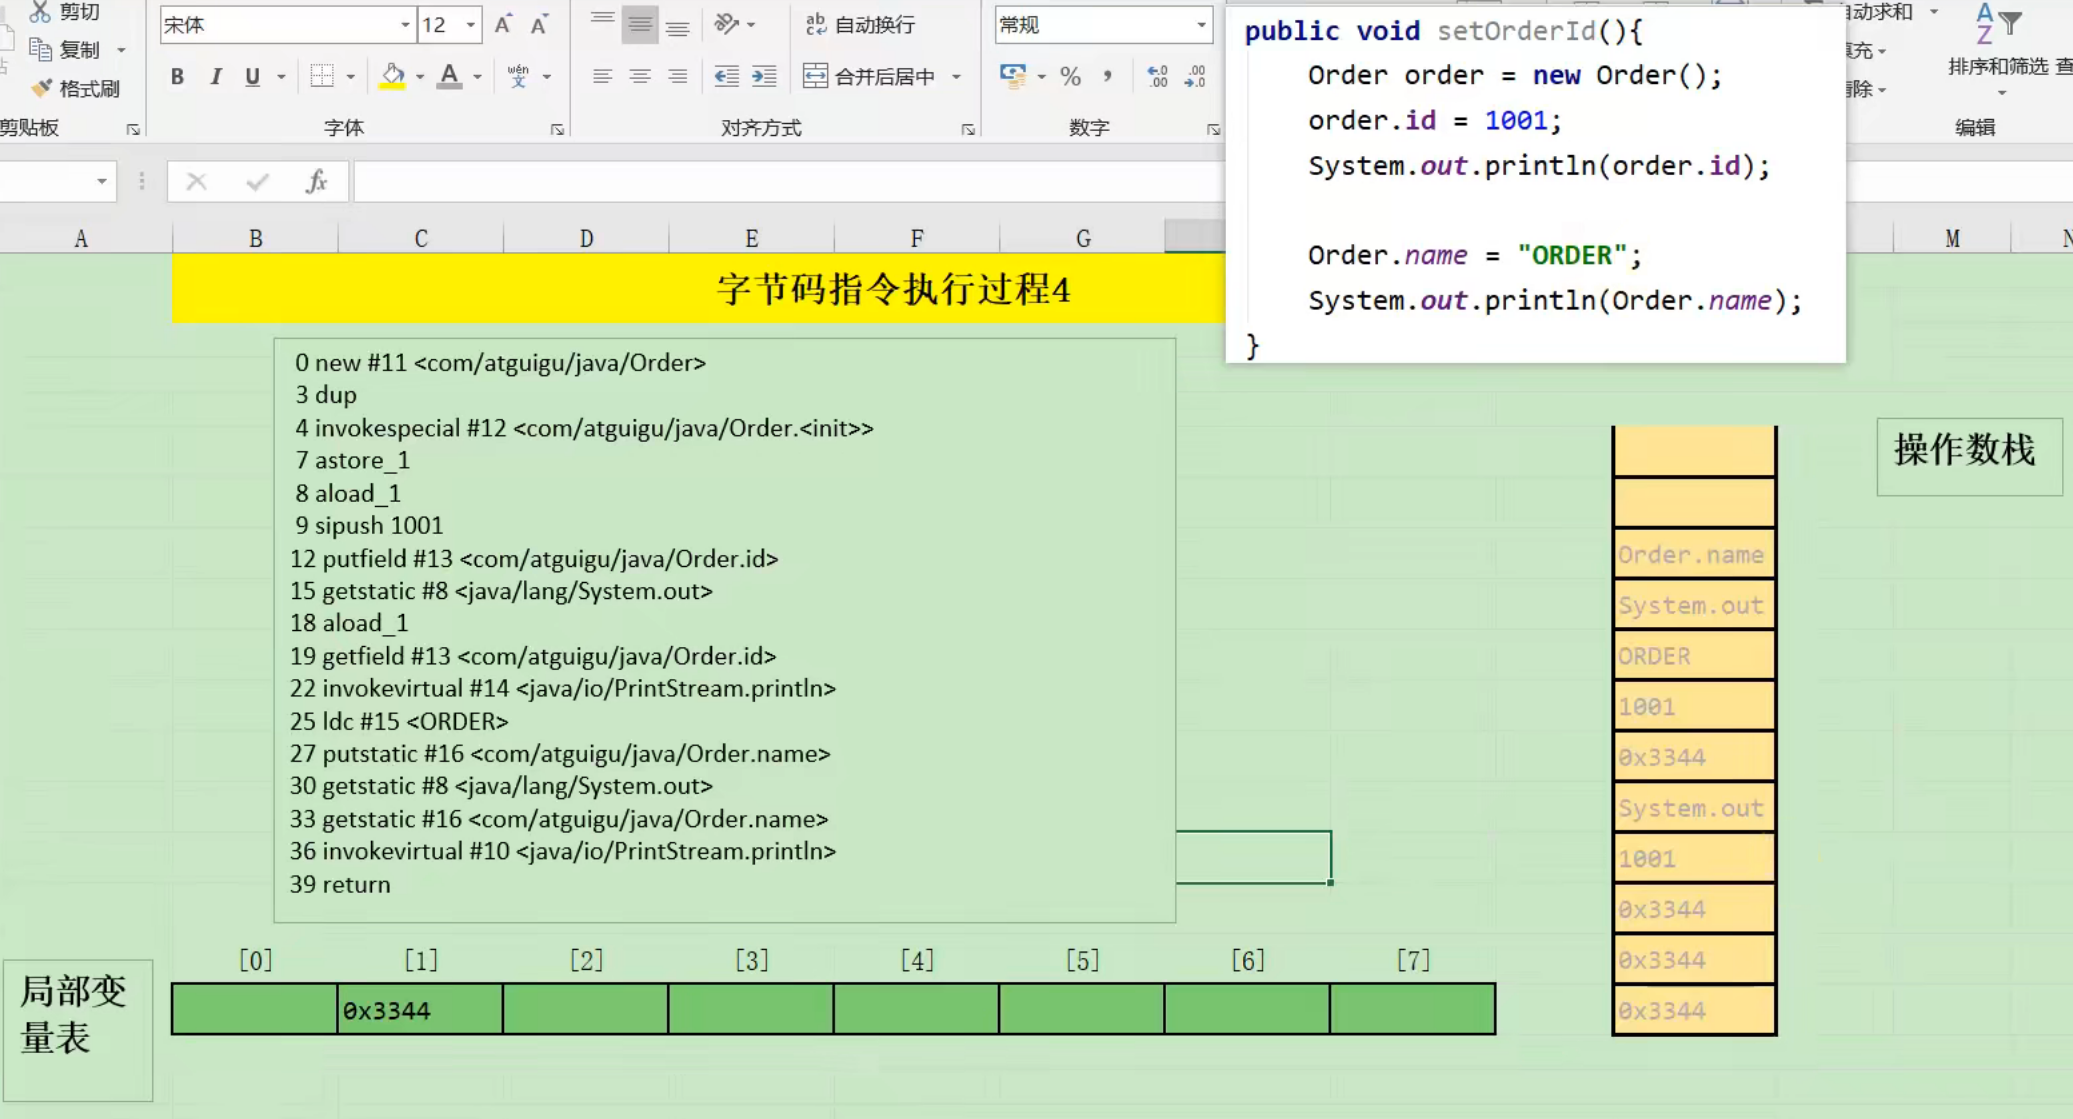 剪切
宋体
12
自动换行
常规
复制
B I U
合并后居中
%
格式刷
剪贴板
字体
对齐方式
数字
自动求和
填充
排序和筛选 查
清除
编辑
fx
public void setOrderId(){
Order order = new Order();
order.id = 1001;
System.out.println(order.id);
Order.name = "ORDER";
System.out.println(Order.name);
}
A B C D E F G M N
字节码指令执行过程4
0 new #11 <com/atguigu/java/Order>
3 dup
4 invokespecial #12 <com/atguigu/java/Order.<init>>
7 astore_1
8 aload_1
9 sipush 1001
12 putfield #13 <com/atguigu/java/Order.id>
15 getstatic #8 <java/lang/System.out>
18 aload_1
19 getfield #13 <com/atguigu/java/Order.id>
22 invokevirtual #14 <java/io/PrintStream.println>
25 ldc #15 <ORDER>
27 putstatic #16 <com/atguigu/java/Order.name>
30 getstatic #8 <java/lang/System.out>
33 getstatic #16 <com/atguigu/java/Order.name>
36 invokevirtual #10 <java/io/PrintStream.println>
39 return
操作数栈
Order.name
System.out
ORDER
1001
0x3344
System.out
1001
0x3344
0x3344
0x3344
[0] [1] [2] [3] [4] [5] [6] [7]
局部变
量表
0x3344